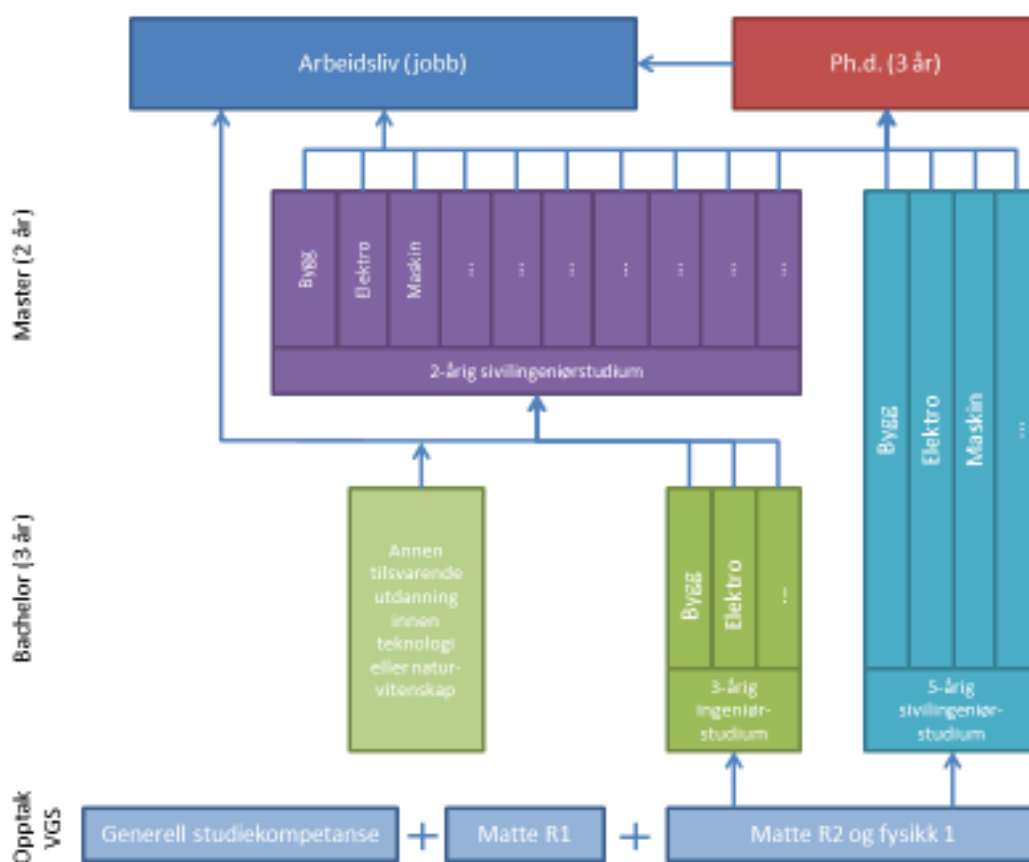 Arbeidsliv (jobb)
Ph.d. (3 år)
Master (2 år)
Bygg
Elektro
Maskin
...
...
...
...
...
...
...
2-årig sivilingeniørstudium
Bygg
Elektro
Maskin
...
Bachelor (3 år)
Annen
tilsvarende
utdanning
innen
teknologi
eller natur-
vitenskap
Bygg
Elektro
...
3-årig
ingeniør-
studium
5-årig
sivilingeniør-
studium
Opptak
VGS
Generell studiekompetanse + Matte R1 + Matte R2 og fysikk 1